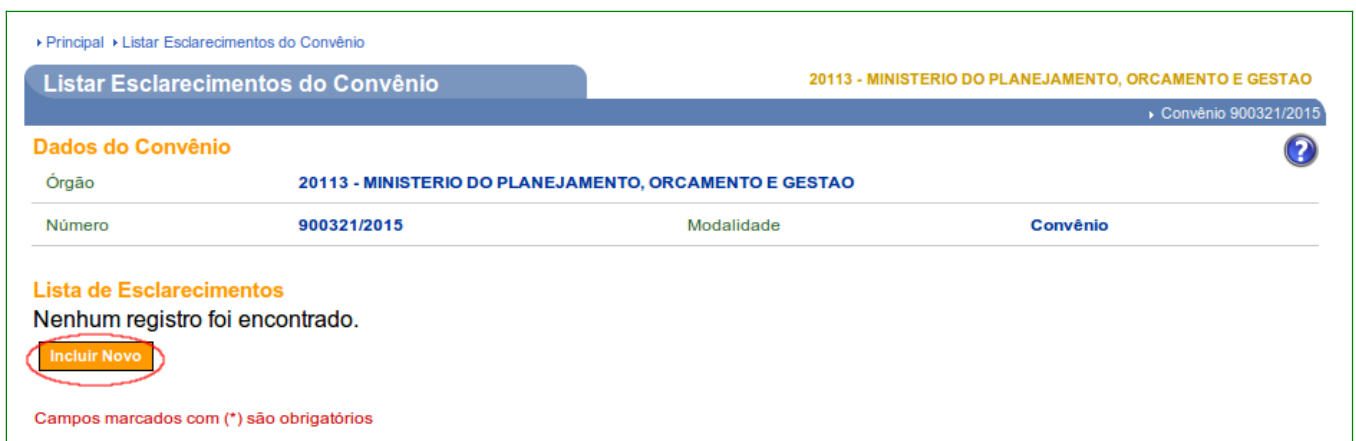 Principal Listar Esclarecimentos do Convênio
Listar Esclarecimentos do Convênio
20113 - MINISTERIO DO PLANEJAMENTO, ORCAMENTO E GESTAO
Convênio 900321/2015
Dados do Convênio
?
Órgão 20113 - MINISTERIO DO PLANEJAMENTO, ORCAMENTO E GESTAO
Número 900321/2015 Modalidade Convênio
Lista de Esclarecimentos
Nenhum registro foi encontrado.
Incluir Novo
Campos marcados com (*) são obrigatórios